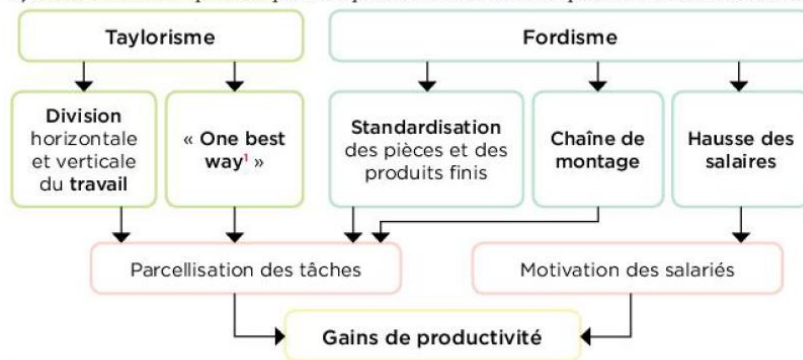 Taylorisme
Fordisme
Division
horizontale
et verticale
du travail
« One best
way¹ »
Standardisation
des pièces et des
produits finis
Chaîne de
montage
Hausse des
salaires
Parcellisation des tâches
Motivation des salariés
Gains de productivité